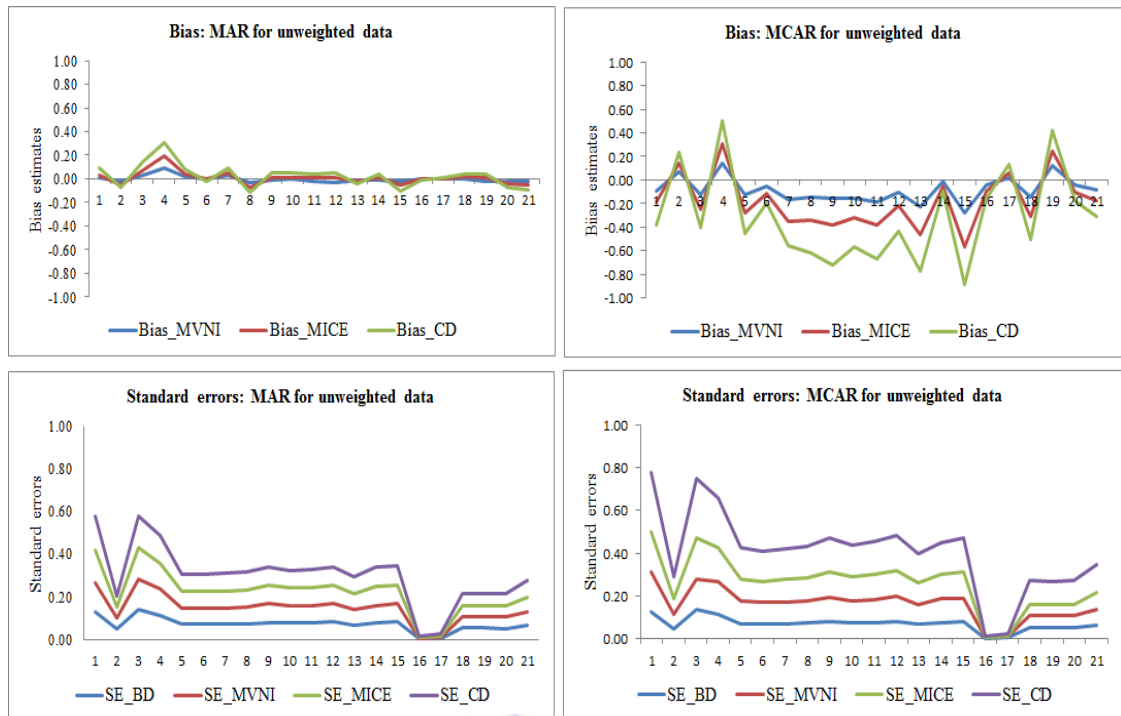 Bias: MAR for unweighted data
1.00
0.80
0.60
0.40
0.20
0.00
-0.20
-0.40
-0.60
-0.80
-1.00
Bias estimates
1 2 3 4 5 6 7 8 9 10 11 12 13 14 15 16 17 18 19 20 21
Bias_MVNI Bias_MICE Bias_CD
Bias: MCAR for unweighted data
1.00
0.80
0.60
0.40
0.20
0.00
-0.20
-0.40
-0.60
-0.80
-1.00
Biias estimates
1 2 3 4 5 6 7 8 9 10 11 12 13 14 15 16 17 18 19 20 21
Bias_MVNI Bias_MICE Bias_CD
Standard errors: MAR for unweighted data
1.00
0.80
0.60
0.40
0.20
0.00
Standard errors
1 2 3 4 5 6 7 8 9 10 11 12 13 14 15 16 17 18 19 20 21
SE_BD SE_MVNI SE_MICE SE_CD
Standard errors: MCAR for unweighted data
1.00
0.80
0.60
0.40
0.20
0.00
Standard errors
1 2 3 4 5 6 7 8 9 10 11 12 13 14 15 16 17 18 19 20 21
SE_BD SE_MVNI SE_MICE SE_CD